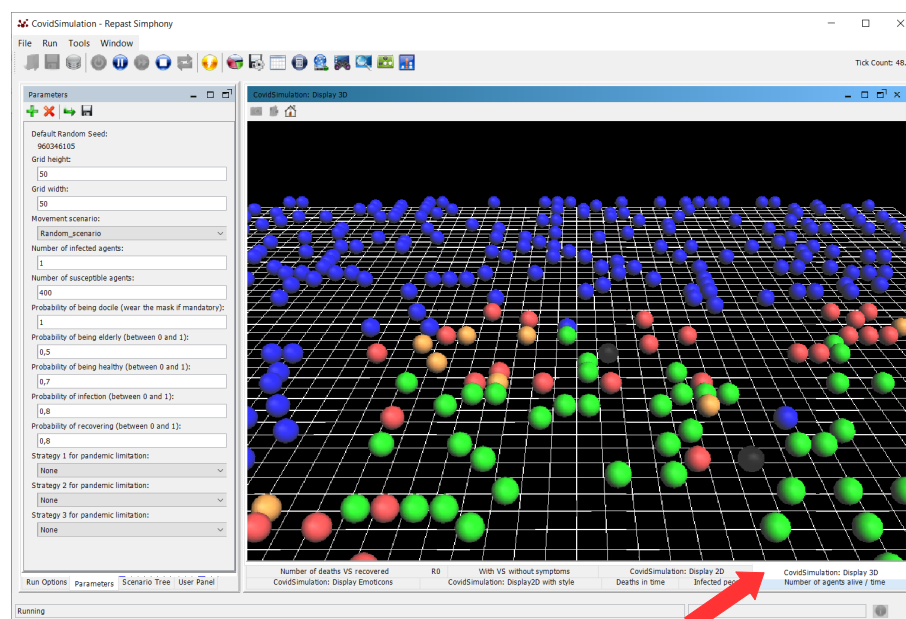 CovidSimulation - Repast Simphony
File Run Tools Window
Tick Count: 48.
Parameters
Default Random Seed:
960346105
Grid height:
50
Grid width:
50
Movement scenario:
Random_scenario
Number of infected agents:
1
Number of susceptible agents:
400
Probability of being docile (wear the mask if mandatory):
1
Probability of being elderly (between 0 and 1):
0,5
Probability of being healthy (between 0 and 1):
0,7
Probability of infection (between 0 and 1):
0,8
Probability of recovering (between 0 and 1):
0,8
Strategy 1 for pandemic limitation:
None
Strategy 2 for pandemic limitation:
None
Strategy 3 for pandemic limitation:
None
Run Options Parameters Scenario Tree User Panel
CovidSimulation: Display 3D
Number of deaths VS recovered R0 With VS without symptoms CovidSimulation: Display 2D CovidSimulation: Display 3D
CovidSimulation: Display Emoticons CovidSimulation: Display2D with style Deaths in time Infected Number of agents alive / time
Running